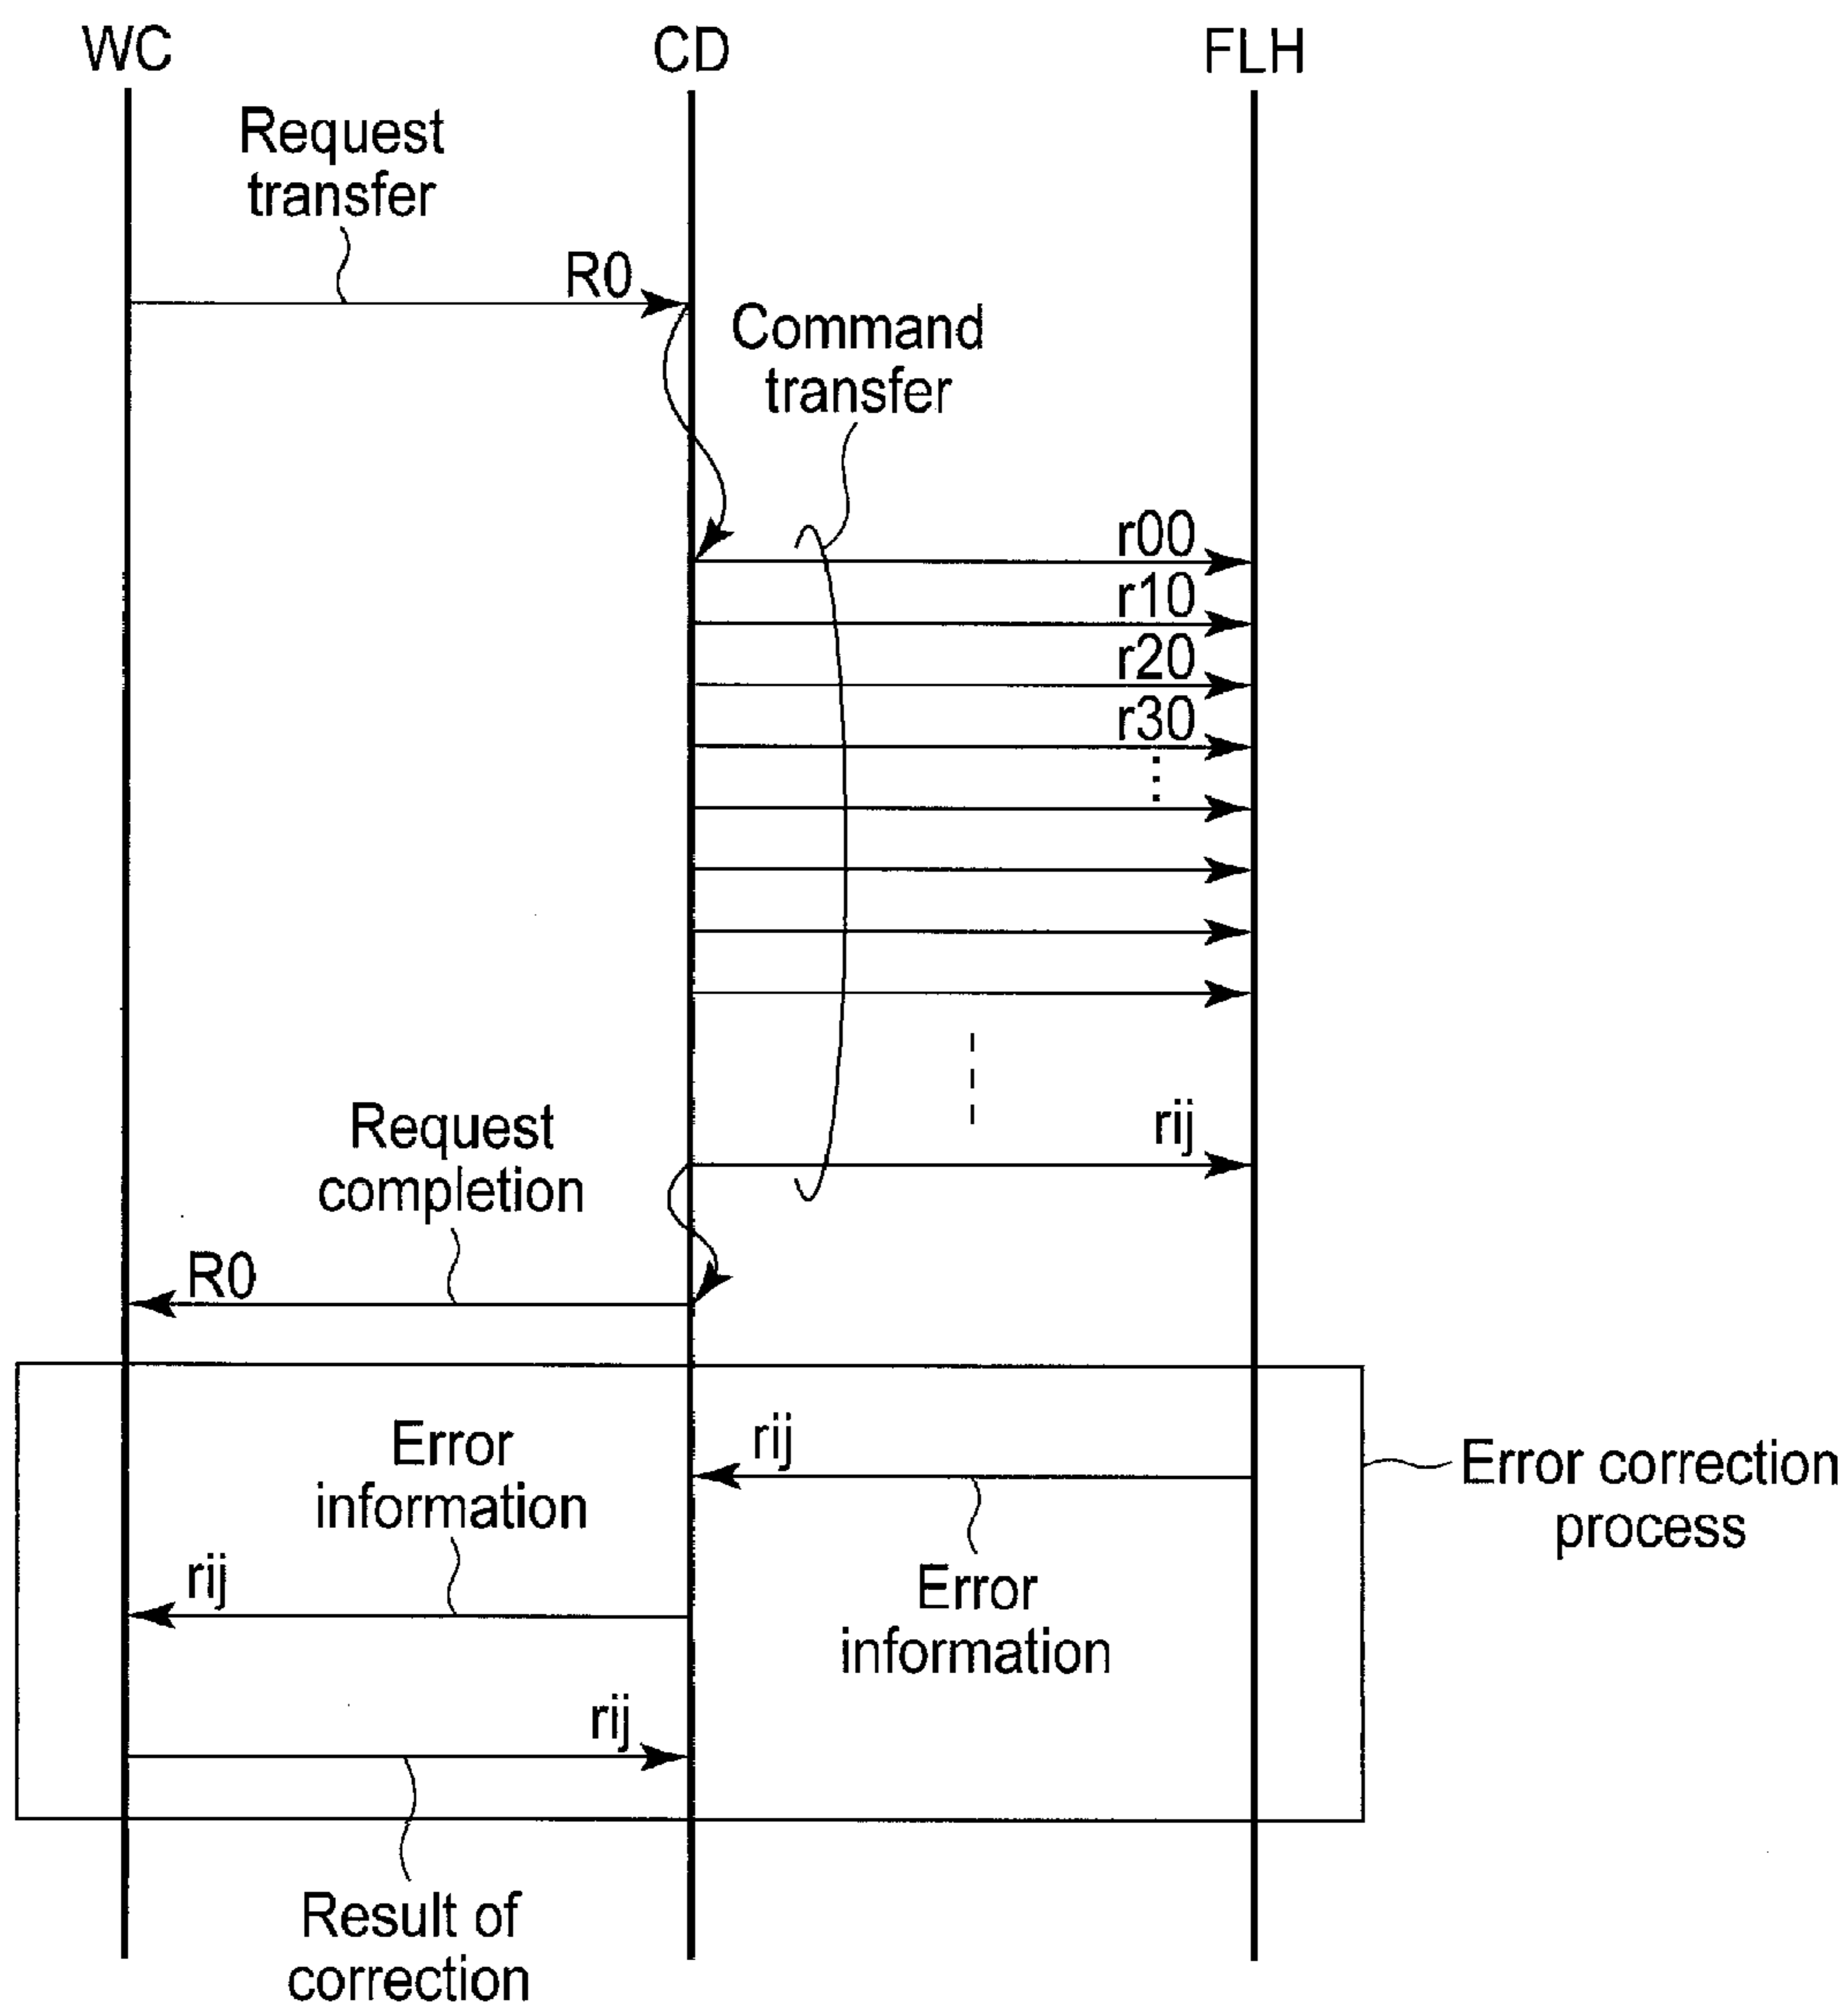 WC
CD
FLH
Request
transfer
R0
Command
transfer
r00
r10
r20
r30
rij
Request
completion
R0
rij
Error
information
Error correction
process
rij
Error
information
rij
Result of
correction